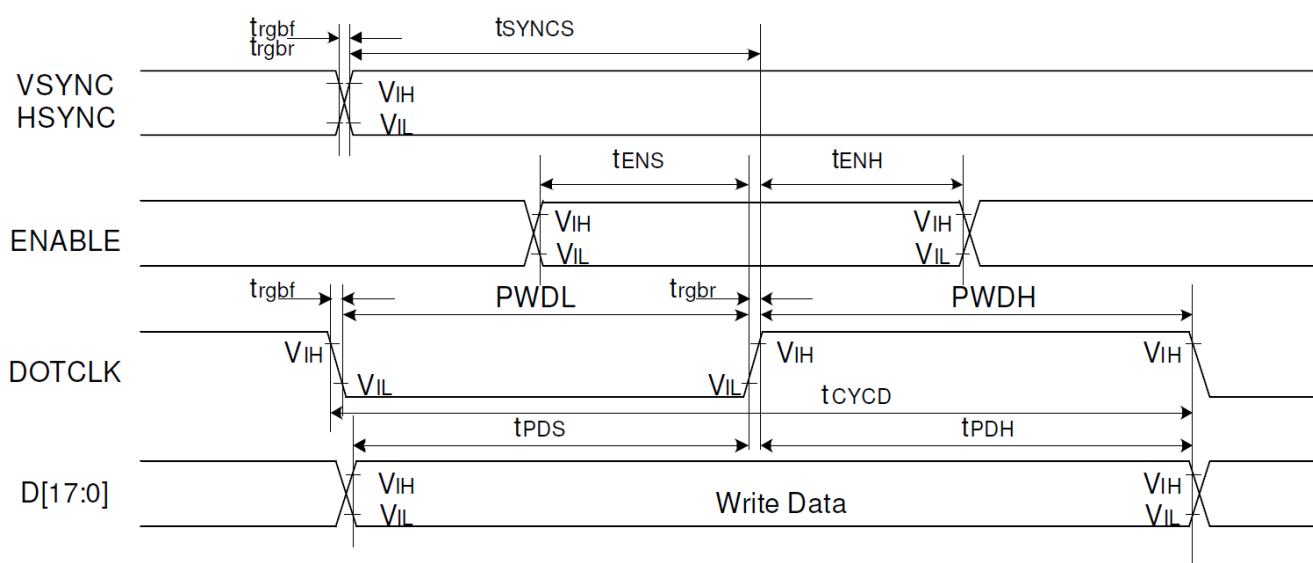 trgbf
trgbr
tSYNCS
VSYNC
HSYNC
VIH
VIL
tENS
tENH
ENABLE
VIH
VIL
VIH
VIL
trgbf
PWDL
trgbr
PWDH
DOTCLK
VIH
VIL
VIL
VIH
VIH
tCYCD
tPDS
tPDH
D[17:0]
VIH
VIL
Write Data
VIH
VIL